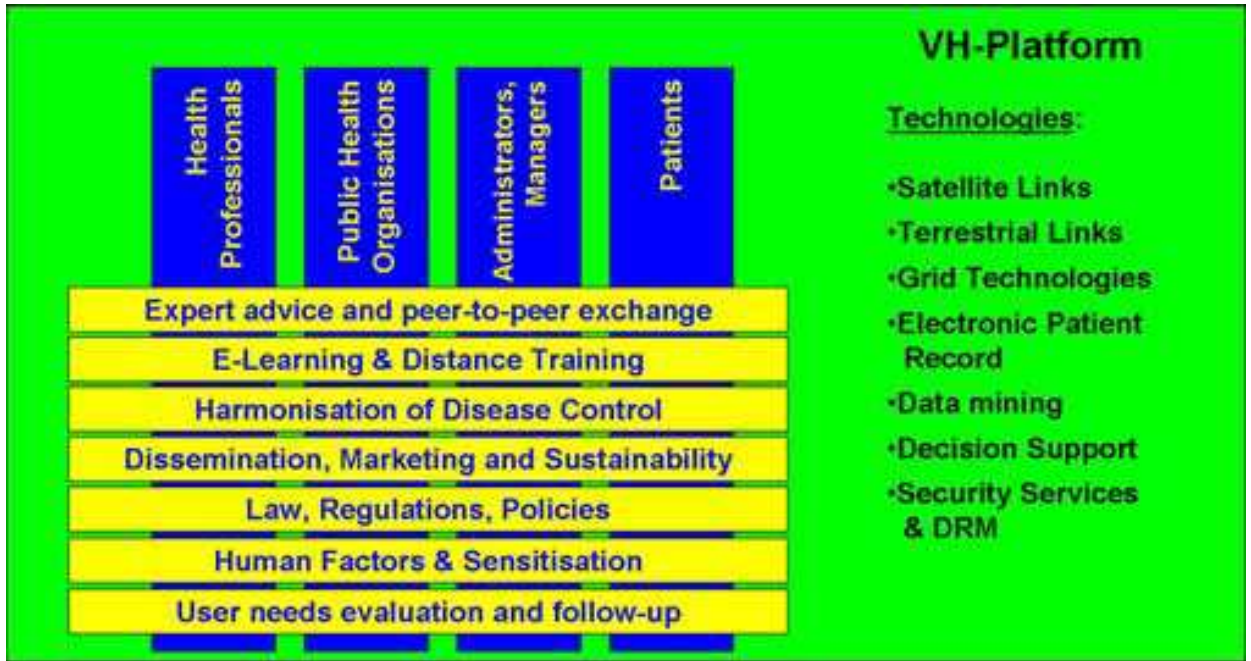 VH-Platform
Health
Professionals
Public Health
Organisations
Administrators,
Managers
Patients
Expert advice and peer-to-peer exchange
E-Learning & Distance Training
Harmonisation of Disease Control
Dissemination, Marketing and Sustainability
Law, Regulations, Policies
Human Factors & Sensitisation
User needs evaluation and follow-up
Technologies:
•Satellite Links
•Terrestrial Links
•Grid Technologies
•Electronic Patient
Record
•Data mining
•Decision Support
•Security Services
& DRM